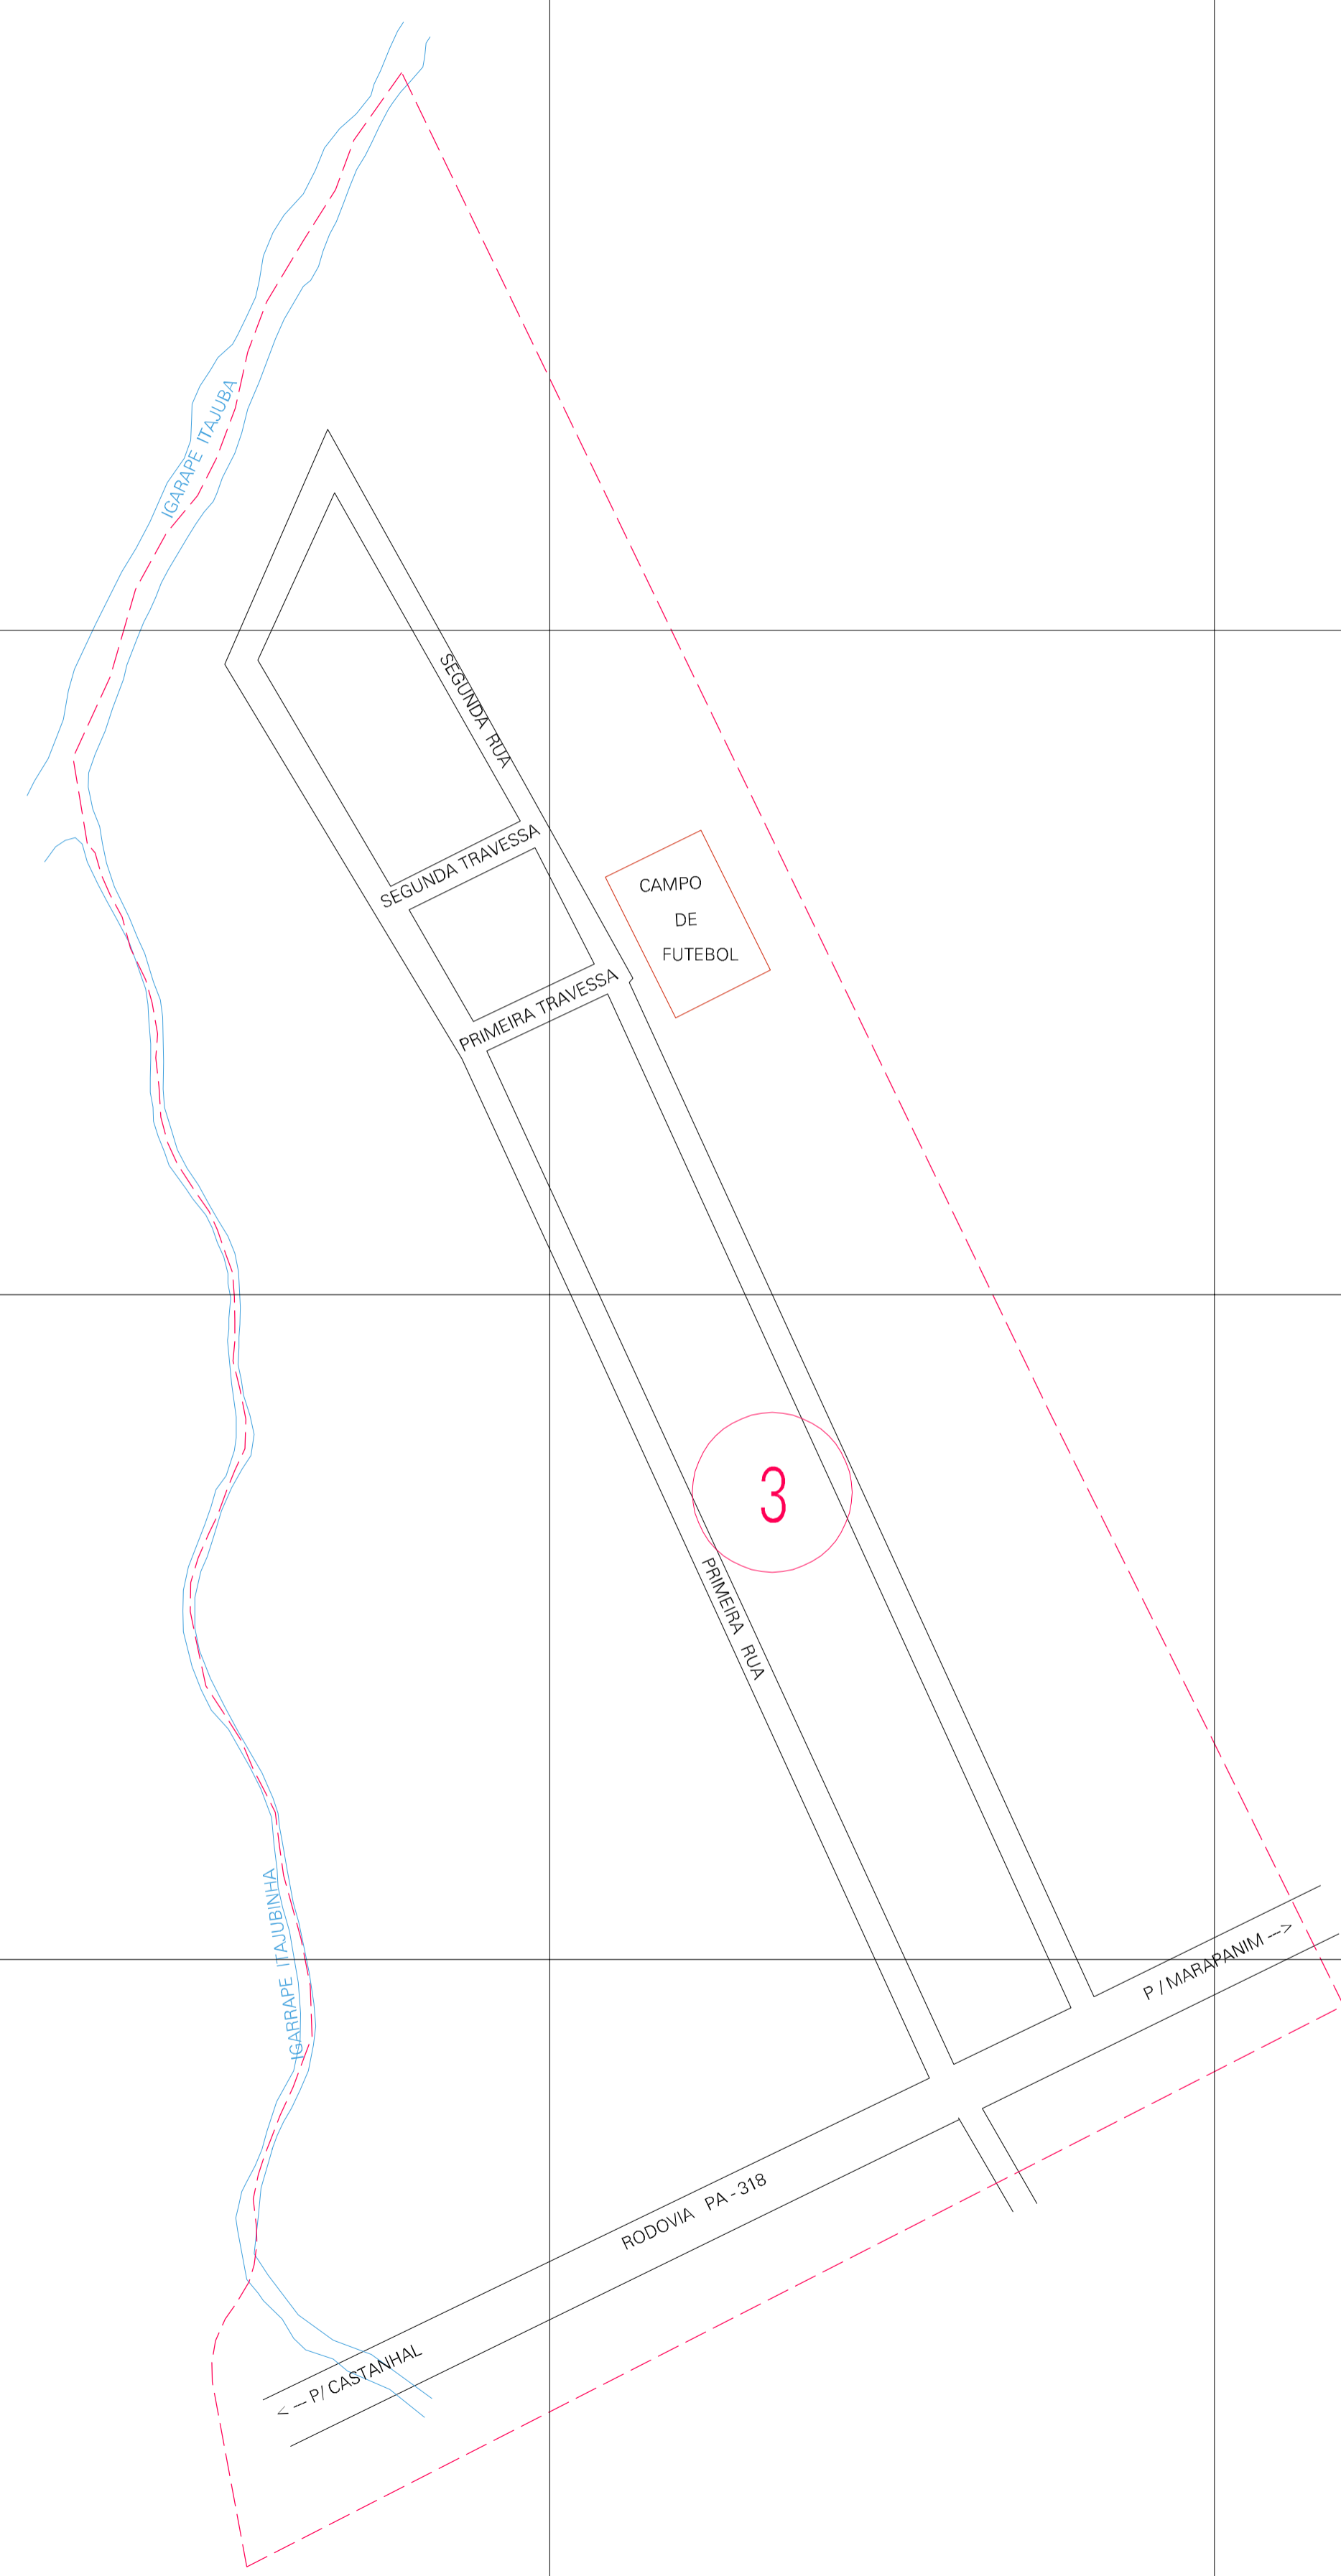 IGARAPE ITAJUBA
SEGUNDA RUA
SEGUNDA TRAVESSA
CAMPO
DE
FUTEBOL
PRIMEIRA TRAVESSA
3
PRIMEIRA RUA
IGARRAPE ITAJUBINHA
P / MARAPANIM --->
RODOVIA PA - 318
< --- P/ CASTANHAL